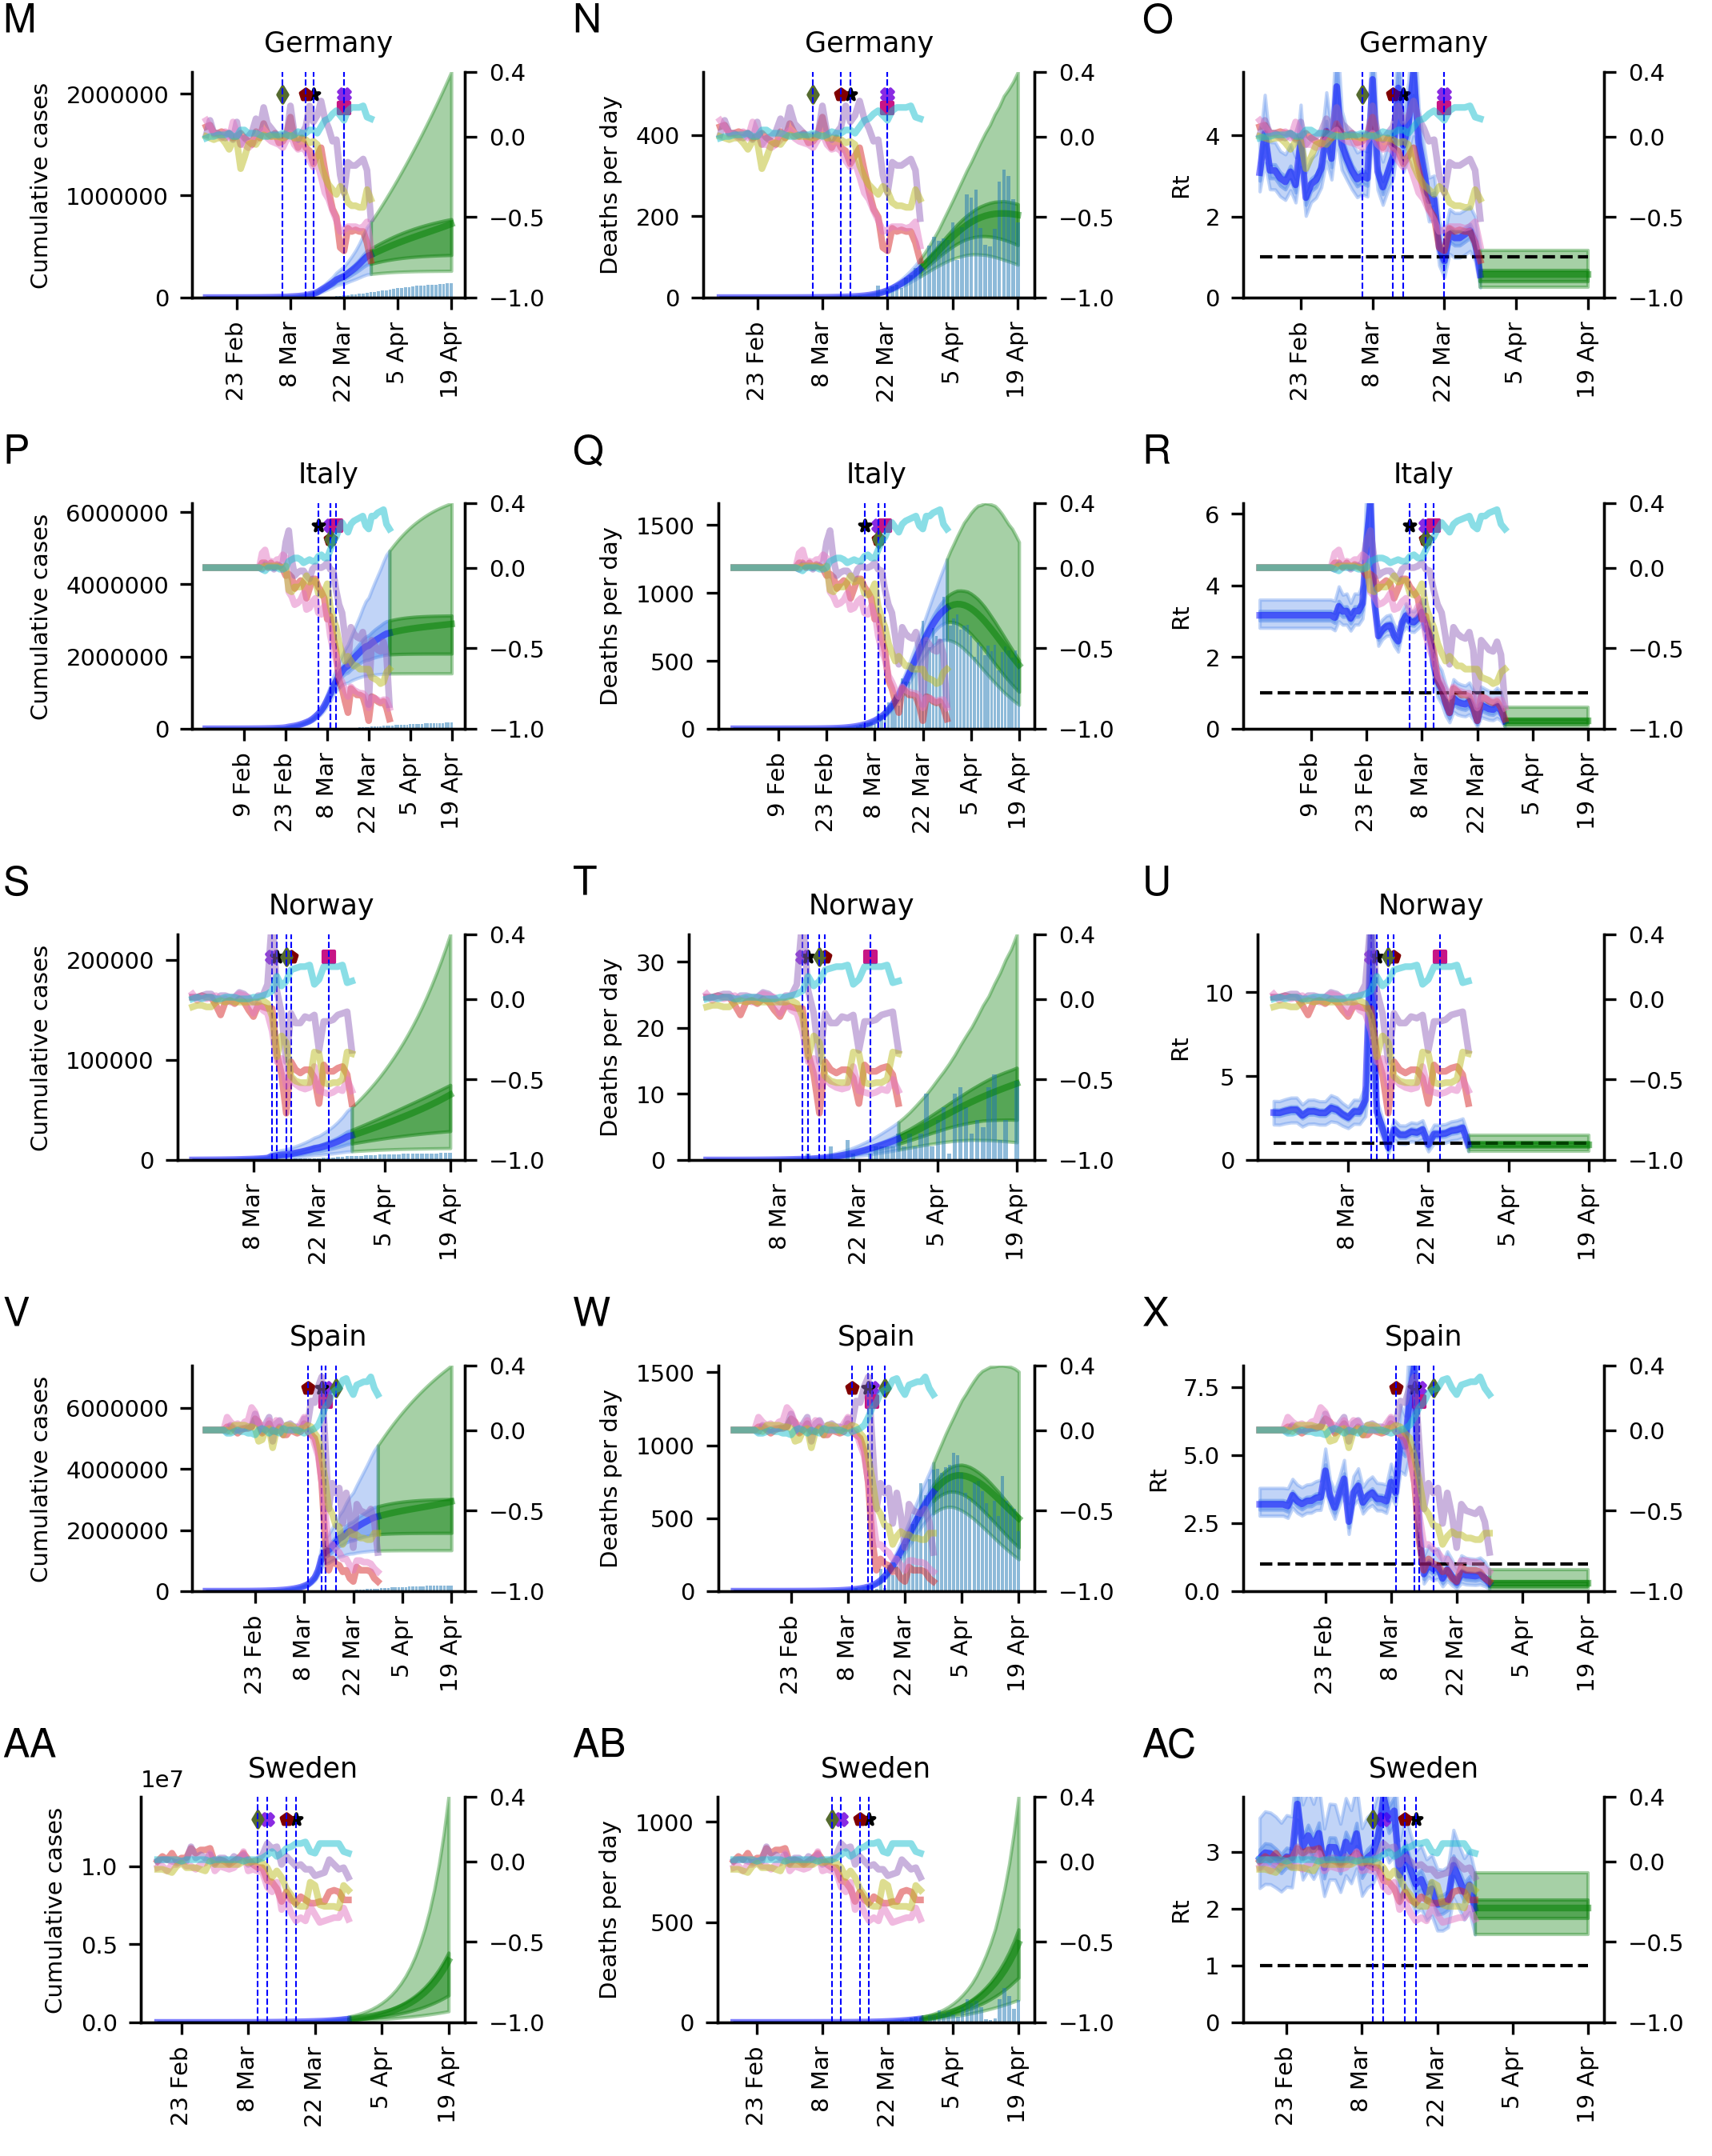 M
N
O
Germany
Germany
Germany
Cumulative cases
2000000
1000000
0
0.4
0.0
−0.5
−1.0
23 Feb
8 Mar
22 Mar
5 Apr
19 Apr
Deaths per day
400
200
0
0.4
0.0
−0.5
−1.0
23 Feb
8 Mar
22 Mar
5 Apr
19 Apr
Rt
4
2
0
0.4
0.0
−0.5
−1.0
23 Feb
8 Mar
22 Mar
5 Apr
19 Apr
P
Q
R
Italy
Italy
Italy
Cumulative cases
6000000
4000000
2000000
0
0.4
0.0
−0.5
−1.0
9 Feb
23 Feb
8 Mar
22 Mar
5 Apr
19 Apr
Deaths per day
1500
1000
500
0
0.4
0.0
−0.5
−1.0
9 Feb
23 Feb
8 Mar
22 Mar
5 Apr
19 Apr
Rt
6
4
2
0
0.4
0.0
−0.5
−1.0
9 Feb
23 Feb
8 Mar
22 Mar
5 Apr
19 Apr
S
T
U
Norway
Norway
Norway
Cumulative cases
200000
100000
0
0.4
0.0
−0.5
−1.0
8 Mar
22 Mar
5 Apr
19 Apr
Deaths per day
30
20
10
0
0.4
0.0
−0.5
−1.0
8 Mar
22 Mar
5 Apr
19 Apr
Rt
10
5
0
0.4
0.0
−0.5
−1.0
8 Mar
22 Mar
5 Apr
19 Apr
V
W
X
Spain
Spain
Spain
Cumulative cases
6000000
4000000
2000000
0
0.4
0.0
−0.5
−1.0
23 Feb
8 Mar
22 Mar
5 Apr
19 Apr
Deaths per day
1500
1000
500
0
0.4
0.0
−0.5
−1.0
23 Feb
8 Mar
22 Mar
5 Apr
19 Apr
Rt
7.5
5.0
2.5
0.0
0.4
0.0
−0.5
−1.0
23 Feb
8 Mar
22 Mar
5 Apr
19 Apr
AA
AB
AC
Sweden
Sweden
Sweden
Cumulative cases
1e7
1.0
0.5
0.0
0.4
0.0
−0.5
−1.0
23 Feb
8 Mar
22 Mar
5 Apr
19 Apr
Deaths per day
1000
500
0
0.4
0.0
−0.5
−1.0
23 Feb
8 Mar
22 Mar
5 Apr
19 Apr
Rt
3
2
1
0
0.4
0.0
−0.5
−1.0
23 Feb
8 Mar
22 Mar
5 Apr
19 Apr